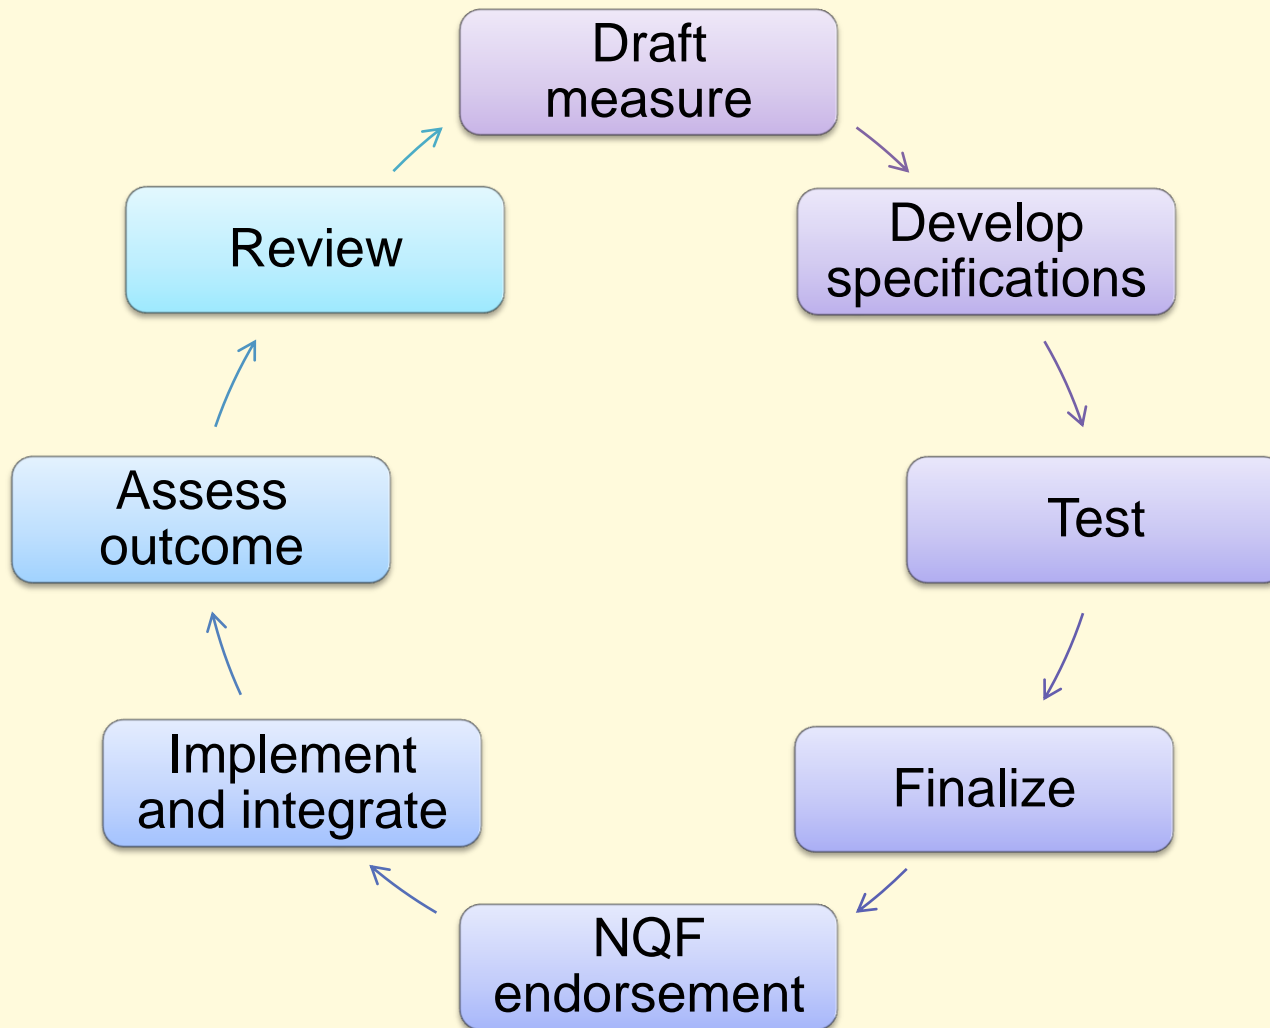 Draft
measure
Develop
specifications
Test
Finalize
NQF
endorsement
Implement
and integrate
Assess
outcome
Review